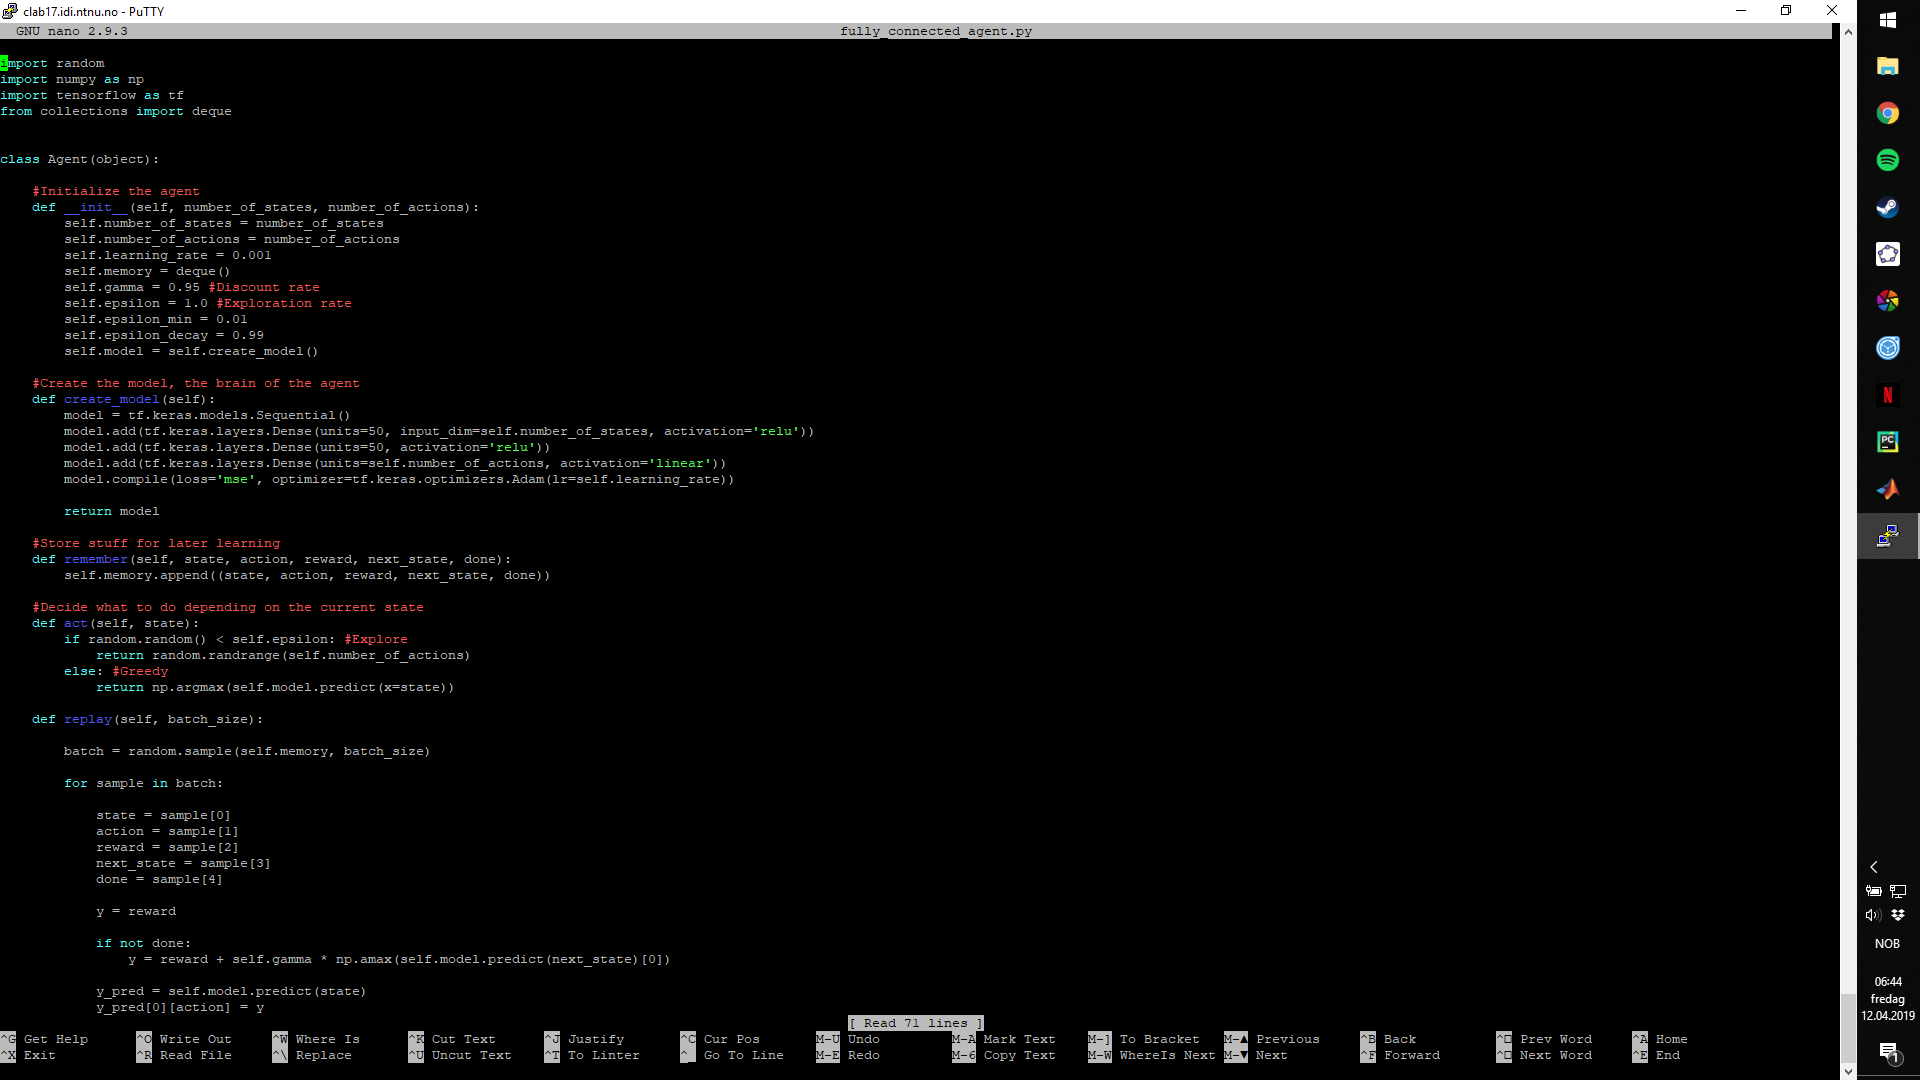 clab17.idi.ntnu.no - PuTTY
GNU nano 2.9.3 fully_connected_agent.py
import random
import numpy as np
import tensorflow as tf
from collections import deque
class Agent(object):
#Initialize the agent
def __init__(self, number_of_states, number_of_actions):
self.number_of_states = number_of_states
self.number_of_actions = number_of_actions
self.learning_rate = 0.001
self.memory = deque()
self.gamma = 0.95 #Discount rate
self.epsilon = 1.0 #Exploration rate
self.epsilon_min = 0.01
self.epsilon_decay = 0.99
self.model = self.create_model()
#Create the model, the brain of the agent
def create_model(self):
model = tf.keras.models.Sequential()
model.add(tf.keras.layers.Dense(units=50, input_dim=self.number_of_states, activation='relu'))
model.add(tf.keras.layers.Dense(units=50, activation='relu'))
model.add(tf.keras.layers.Dense(units=self.number_of_actions, activation='linear'))
model.compile(loss='mse', optimizer=tf.keras.optimizers.Adam(lr=self.learning_rate))
return model
#Store stuff for later learning
def remember(self, state, action, reward, next_state, done):
self.memory.append((state, action, reward, next_state, done))
#Decide what to do depending on the current state
def act(self, state):
if random.random() < self.epsilon: #Explore
return random.randrange(self.number_of_actions)
else: #Greedy
return np.argmax(self.model.predict(x=state))
def replay(self, batch_size):
batch = random.sample(self.memory, batch_size)
for sample in batch:
state = sample[0]
action = sample[1]
reward = sample[2]
next_state = sample[3]
done = sample[4]
y = reward
if not done:
y = reward + self.gamma * np.amax(self.model.predict(next_state)[0])
y_pred = self.model.predict(state)
y_pred[0][action] = y
[ Read 71 lines ]
^G Get Help ^O Write Out ^W Where Is ^K Cut Text ^J Justify ^C Cur Pos M-U Undo M-A Mark Text M-] To Bracket M-▲ Previous ^B Back ^□ Prev Word ^A Home
^X Exit ^R Read File ^\ Replace ^U Uncut Text ^T To Linter ^_ Go To Line M-E Redo M-6 Copy Text M-W WhereIs Next M-▼ Next ^F Forward ^□ Next Word ^E End
PC
N
NOB
06:44
fredag
12.04.2019
1